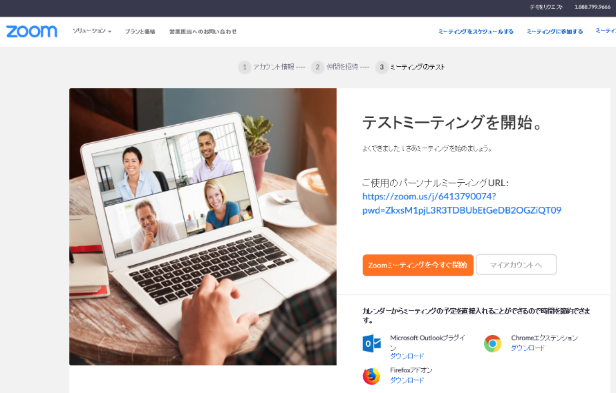 デモをリクエスト 1.888.799.9666
zoom ソリューション プランと価格 営業担当へのお問い合わせ ミーティングをスケジュールする ミーティングに参加する
1 アカウント情報 2 仲間を招待 3 ミーティングのテスト
テストミーティングを開始。
よくできました！さあミーティングを始めましょう。
ご使用のパーソナルミーティングURL:
https://zoom.us/j/6413790074?
pwd=ZkxsM1pjL3R3TDBUbEtGeDB2OGZiQT09
Zoomミーティングを今すぐ開始 マイアカウントへ
カレンダーからミーティングの予定を直接入れることができるので時間を節約できま
す。
Microsoft Outlookプラグイ
ン
ダウンロード
Chromeエクステンション
ダウンロード
Firefoxアドオン
ダウンロード